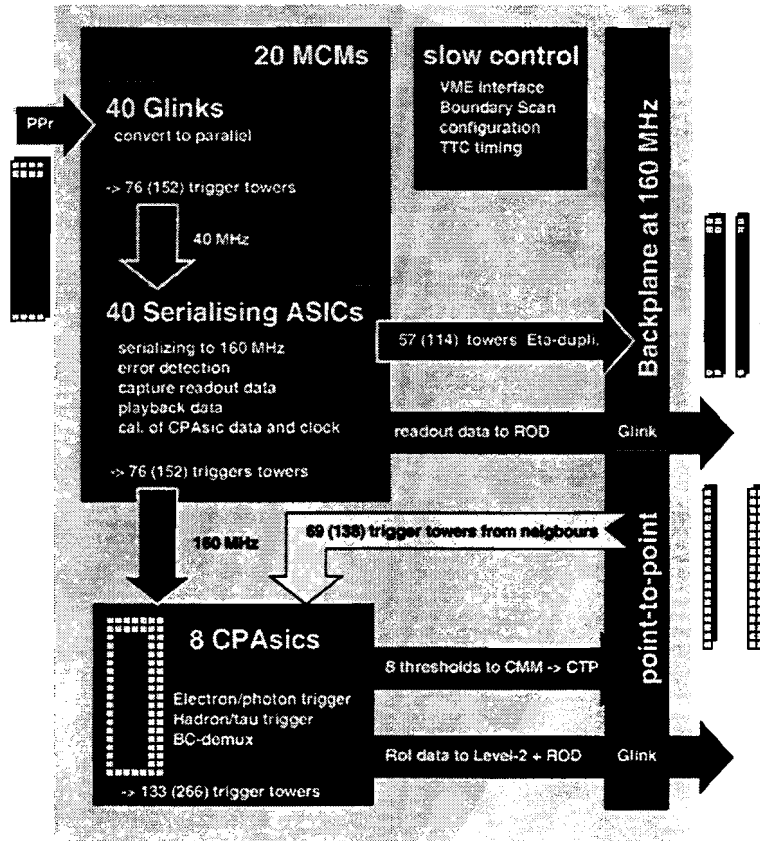 20 MCMs
40 Glinks
convert to parallel
PPr
-> 76 (152) trigger towers
40 MHz
40 Serialising ASICs
serializing to 160 MHz
error detection
capture readout data
playback data
cal. of CPAsic data and clock
-> 76 (152) triggers towers
slow control
VME Interface
Boundary Scan
configuration
TTC timing
Backplane at 160 MHz
57 (114) towers Eta-dupli.
readout data to ROD
Glink
160 MHz
69 (138) trigger towers from neigbours
point-to-point
8 CPAsics
Electron/photon trigger
Hadron/tau trigger
BC-demux
-> 133 (266) trigger towers
8 thresholds to CMM -> CTP
RoI data to Level-2 + ROD
Glink